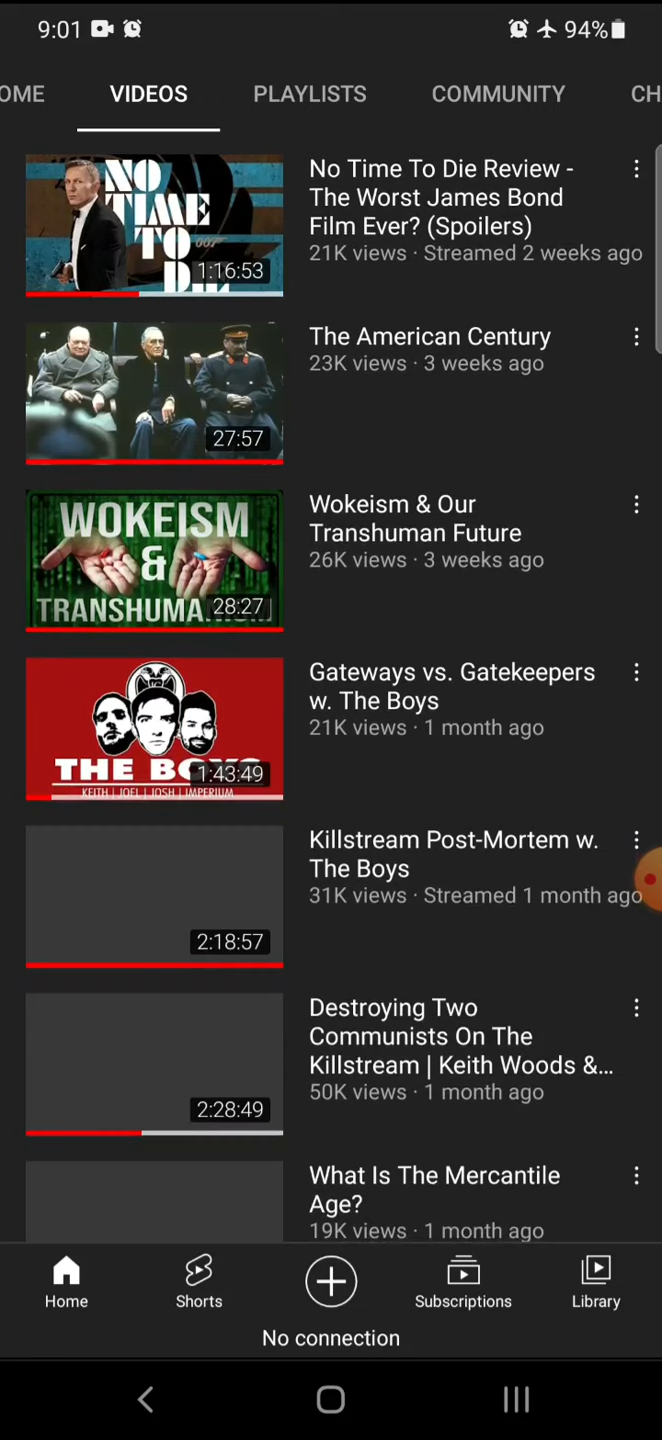 9:01
94%
OME
VIDEOS
PLAYLISTS
COMMUNITY
CH
NO
TIME
TO
007
1:16:53
No Time To Die Review -
The Worst James Bond
Film Ever? (Spoilers)
21K views · Streamed 2 weeks ago
27:57
The American Century
23K views · 3 weeks ago
WOKEISM
&
28:27
Wokeism & Our
Transhuman Future
26K views · 3 weeks ago
THE
1:43:49
KEITH | JOEL | JOSH | IMPERIUM
Gateways vs. Gatekeepers
w. The Boys
21K views · 1 month ago
2:18:57
Killstream Post-Mortem w.
The Boys
31K views · Streamed 1 month ago
2:28:49
Destroying Two
Communists On The
Killstream | Keith Woods &...
50K views · 1 month ago
What Is The Mercantile
Age?
19K views · 1 month ago
Home
Shorts
Subscriptions
Library
No connection